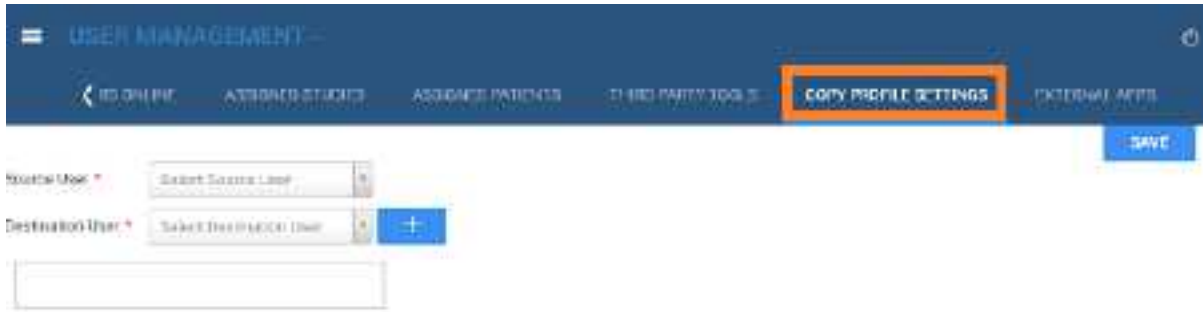 USER MANAGEMENT
ASSIGNED STUDIES ASSIGNED PATIENTS THIRD PARTY TOOLS COPY PROFILE SETTINGS EXTERNAL APPS
SAVE
Source User * Select Source User
Destination User * Select Destination User +